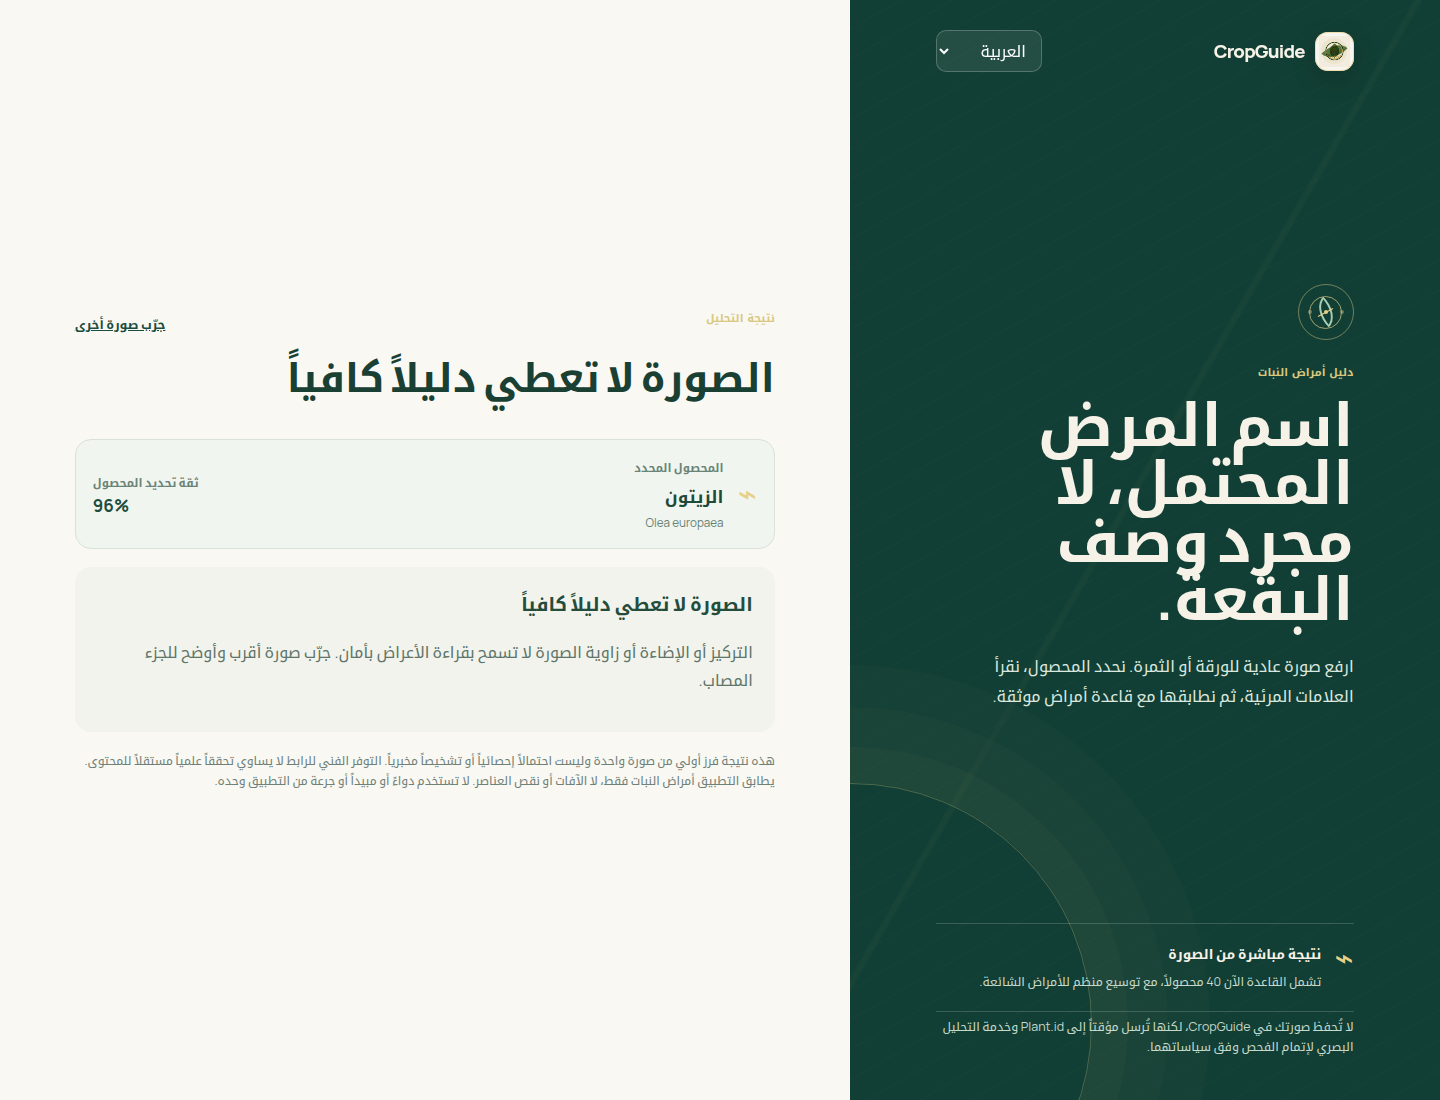 CropGuide
العربية
دليل أمراض النبات
اسم المرض
المحتمل، لا
مجرد وصف
البقعة.
ارفع صورة عادية للورقة أو الثمرة. نحدد المحصول، نقرأ
العلامات المرئية، ثم نطابقها مع قاعدة أمراض موثقة.
نتيجة مباشرة من الصورة
تشمل القاعدة الآن 40 محصولاً، مع توسيع منظم للأمراض الشائعة.
لا تُحفظ صورتك في CropGuide، لكنها تُرسل مؤقتاً إلى Plant.id وخدمة التحليل
البصري لإتمام الفحص وفق سياساتهما.
نتيجة التحليل
جرّب صورة أخرى
الصورة لا تعطي دليلاً كافياً
المحصول المحدد
الزيتون
Olea europaea
ثقة تحديد المحصول
96%
الصورة لا تعطي دليلاً كافياً
التركيز أو الإضاءة أو زاوية الصورة لا تسمح بقراءة الأعراض بأمان. جرّب صورة أقرب وأوضح للجزء
المصاب.
هذه نتيجة فرز أولي من صورة واحدة وليست احتمالاً إحصائياً أو تشخيصاً مخبرياً. التوفر الفني للرابط لا يساوي تحققاً علمياً مستقلاً للمحتوى.
يطابق التطبيق أمراض النبات فقط، لا الآفات أو نقص العناصر. لا تستخدم دواءً أو مبيداً أو جرعة من التطبيق وحده.